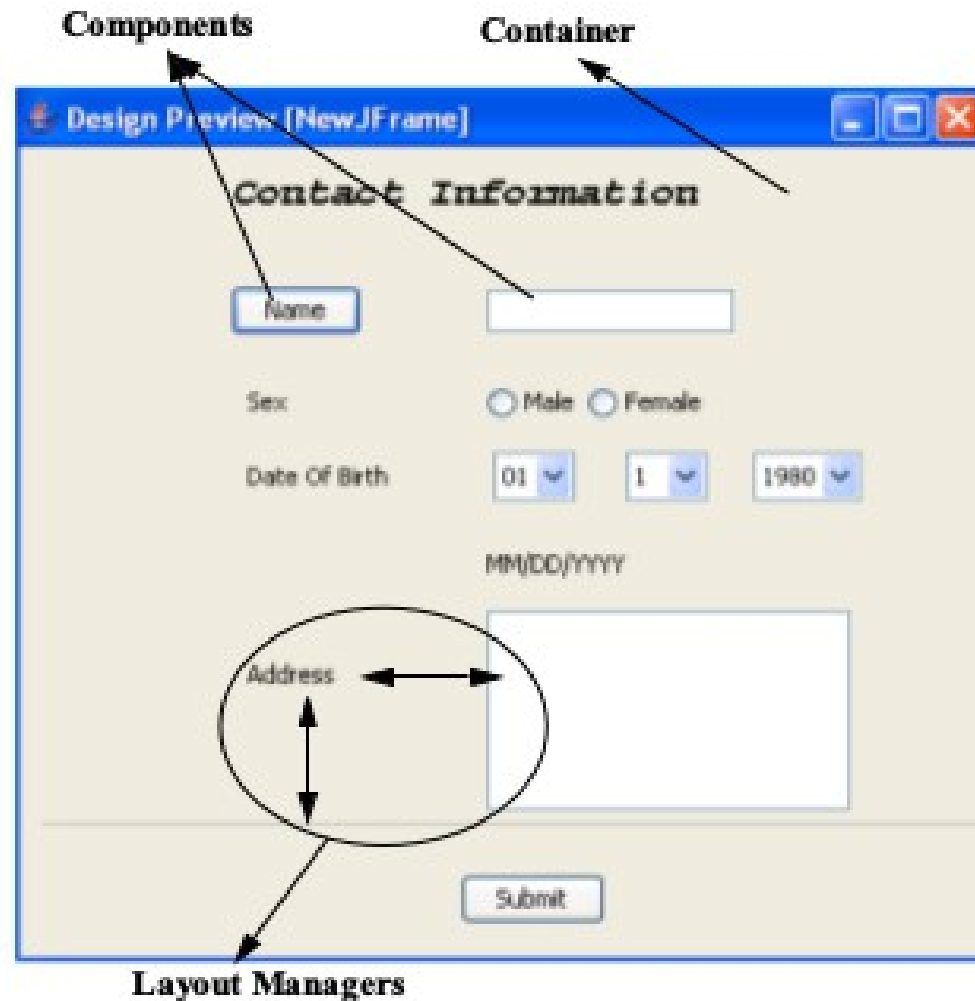 Components
Container
Design Preview [NewJFrame]
Contact Information
Name
Sex
Male Female
Date Of Birth
01 1 1980
MM/DD/YYYY
Address
Submit
Layout Managers